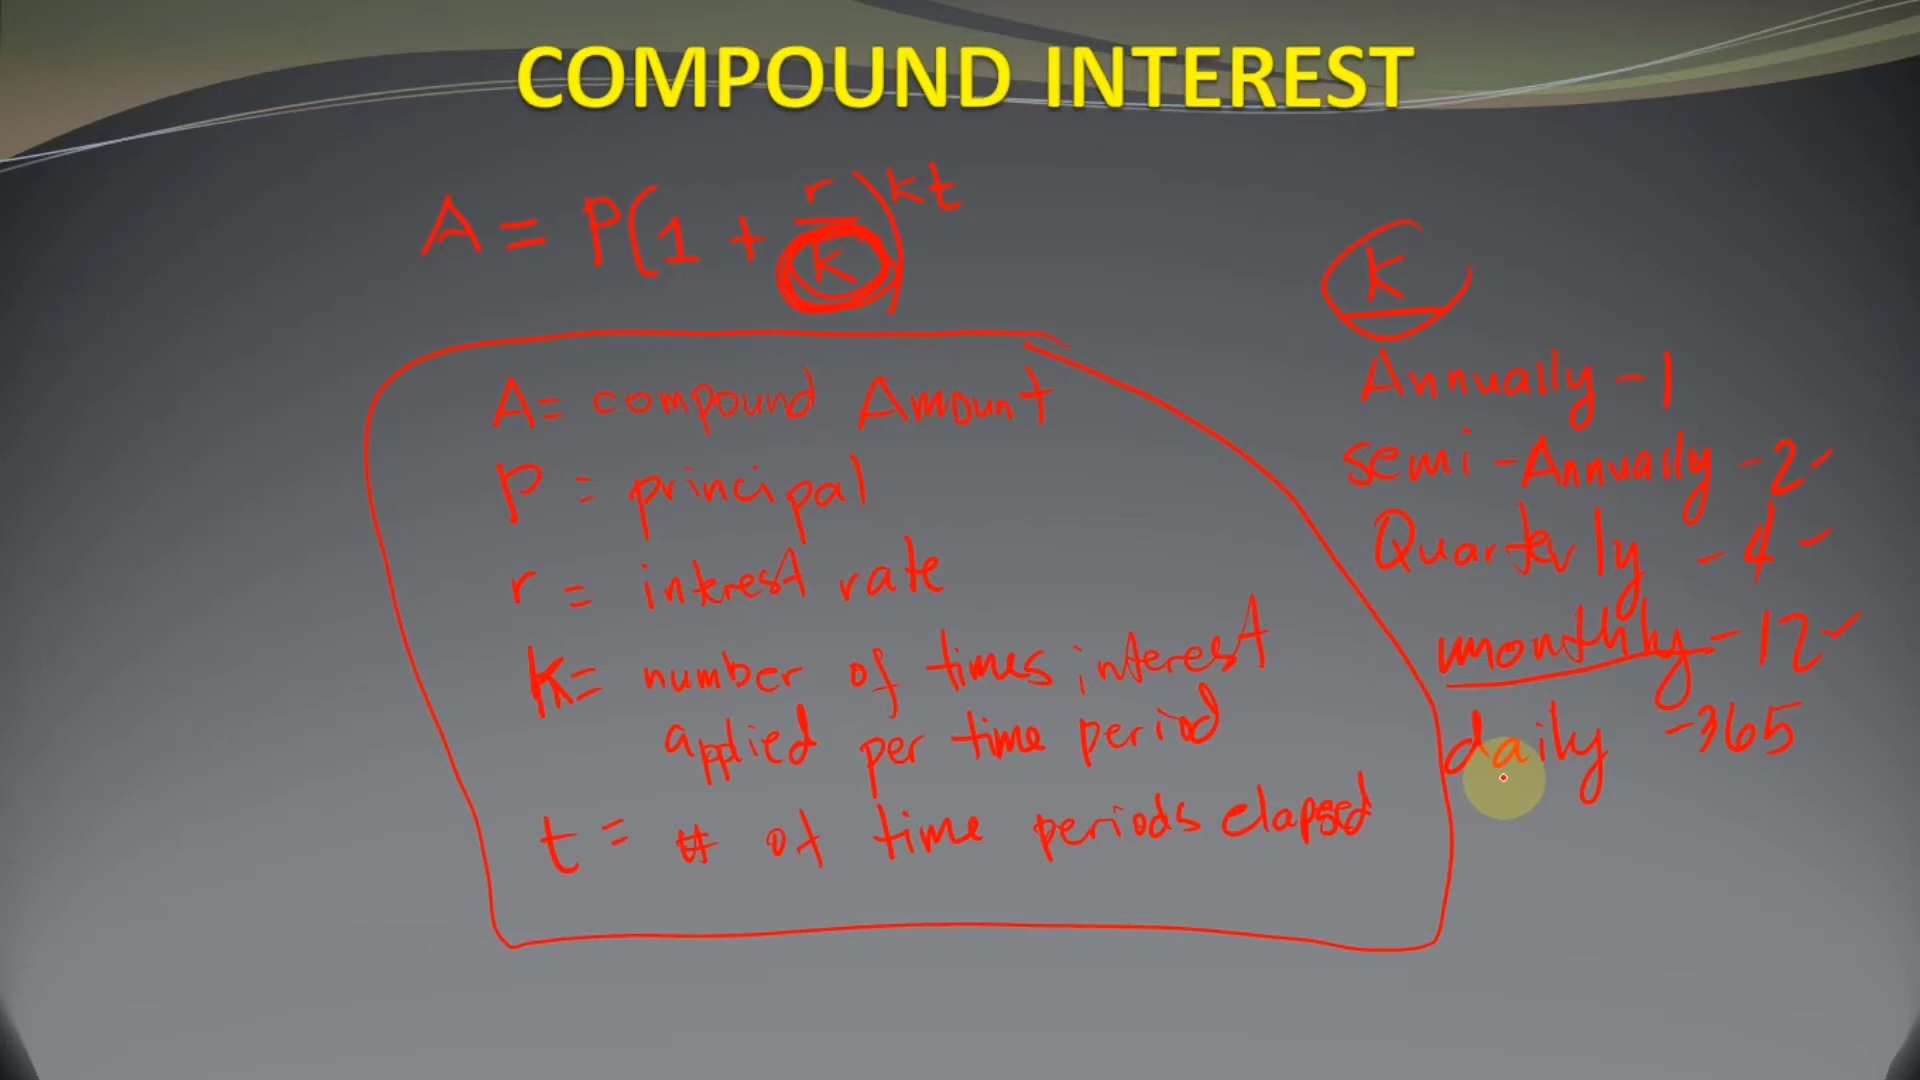 COMPOUND INTEREST
A = P(1 + r/k)^kt
A = compound Amount
P = principal
r = interest rate
k = number of times interest
applied per time period
t = # of time periods elapsed
k
Annually - 1
semi - Annually - 2
Quarterly - 4
monthly - 12
daily - 365